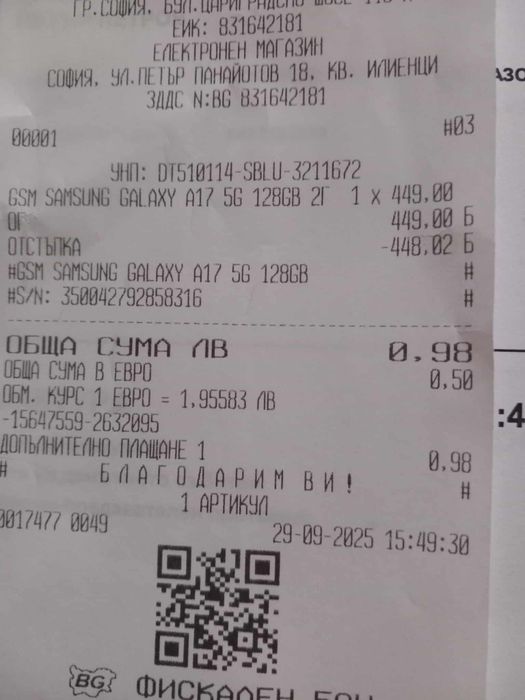 ГР.СОФИЯ, БУЛ.ЦАРИГРАДСКО ШОСЕ
ЕИК: 831642181
ЕЛЕКТРОНЕН МАГАЗИН
СОФИЯ, УЛ.ПЕТЪР ПАНАЙОТОВ 18, КВ. ИЛИЕНЦИ
ЗДДС N:BG 831642181
00001 #03
УНП: DT510114-SBLU-3211672
GSM SAMSUNG GALAXY A17 5G 128GB 2Г 1 x 449,00
ОГ 449,00 Б
ОТСТЪПКА -448,02 Б
#GSM SAMSUNG GALAXY A17 5G 128GB #
#S/N: 350042792858316 #
ОБЩА СУМА ЛВ 0,98
ОБЩА СУМА В ЕВРО 0,50
ОБМ. КУРС 1 ЕВРО = 1,95583 ЛВ
-15647559-2632095
ДОПЪЛНИТЕЛНО ПЛАЩАНЕ 1 0,98
# БЛАГОДАРИМ ВИ! #
1 АРТИКУЛ
0017477 0049 29-09-2025 15:49:30
BG ФИСКАЛЕН БОН
:4